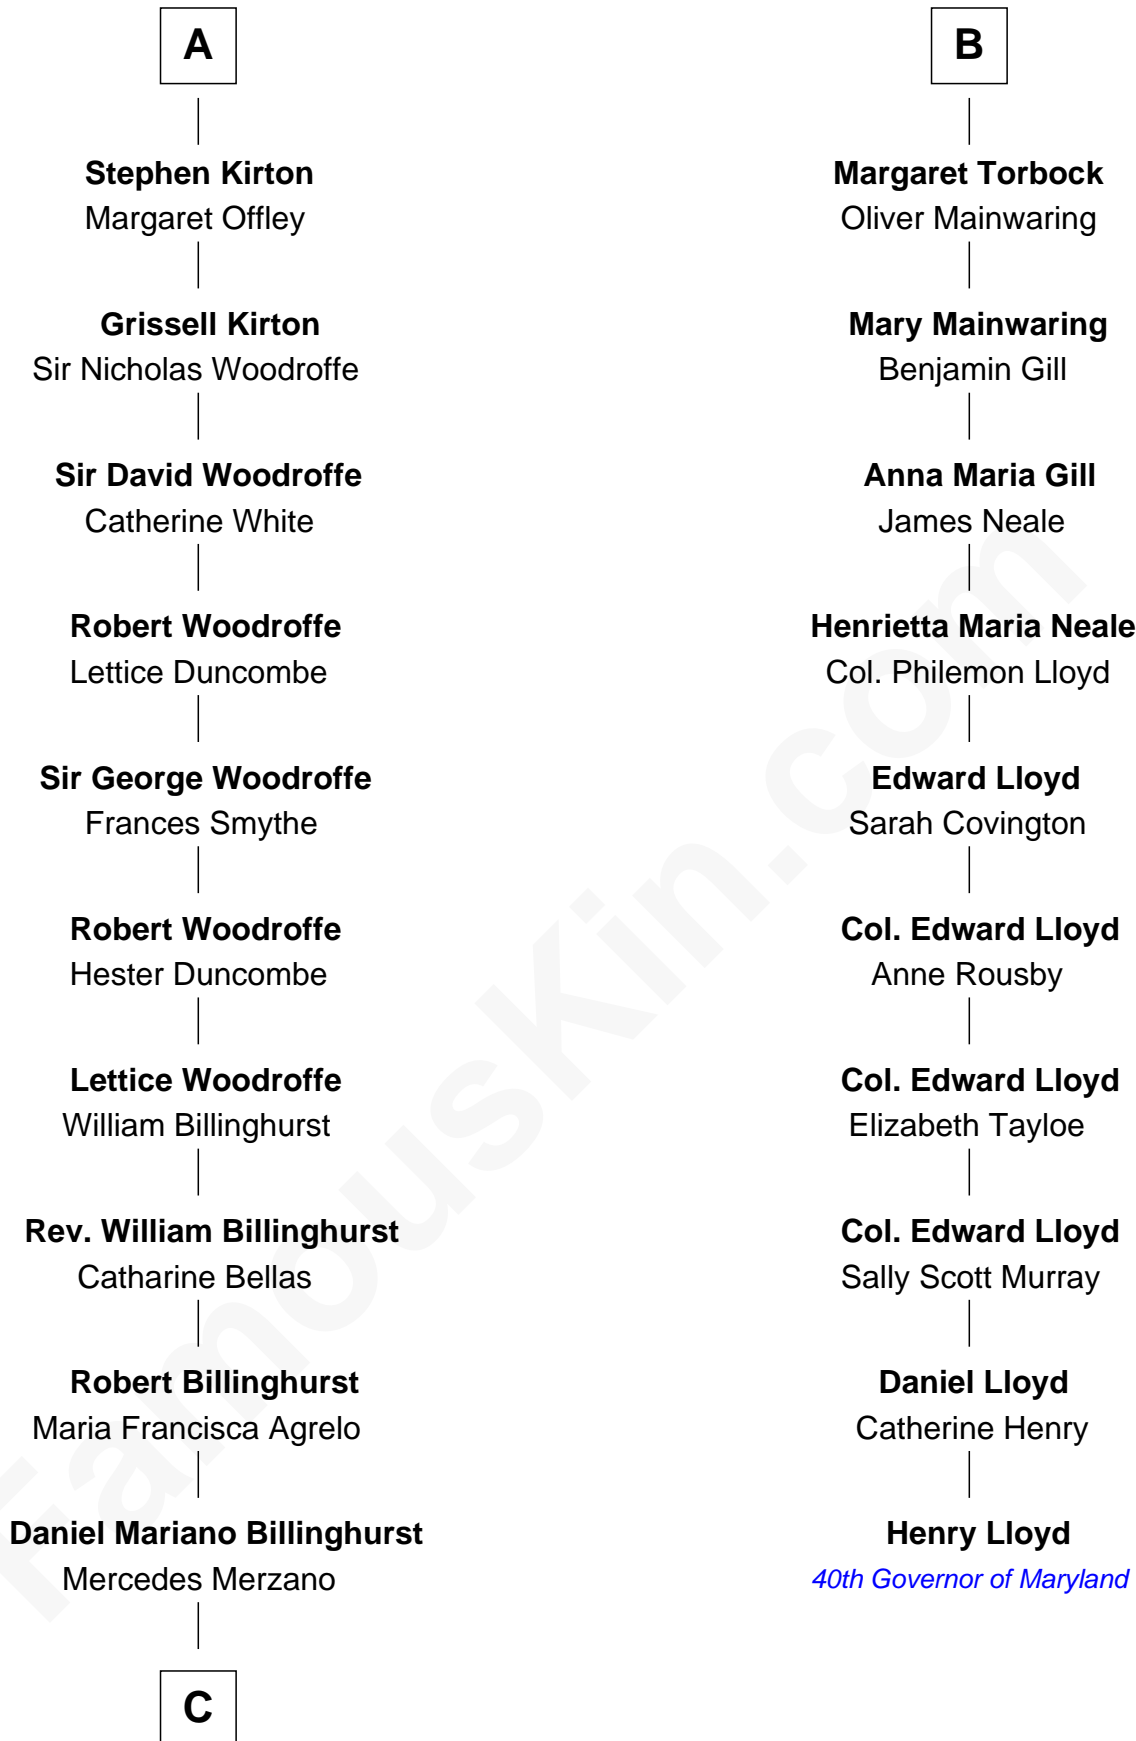 A
Stephen Kirton
Margaret Offley
Grissell Kirton
Sir Nicholas Woodroffe
Sir David Woodroffe
Catherine White
Robert Woodroffe
Lettice Duncombe
Sir George Woodroffe
Frances Smythe
Robert Woodroffe
Hester Duncombe
Lettice Woodroffe
William Billinghurst
Rev. William Billinghurst
Catharine Bellas
Robert Billinghurst
Maria Francisca Agrelo
Daniel Mariano Billinghurst
Mercedes Merzano
C
B
Margaret Torbock
Oliver Mainwaring
Mary Mainwaring
Benjamin Gill
Anna Maria Gill
James Neale
Henrietta Maria Neale
Col. Philemon Lloyd
Edward Lloyd
Sarah Covington
Col. Edward Lloyd
Anne Rousby
Col. Edward Lloyd
Elizabeth Tayloe
Col. Edward Lloyd
Sally Scott Murray
Daniel Lloyd
Catherine Henry
Henry Lloyd
40th Governor of Maryland
FamousKin.com